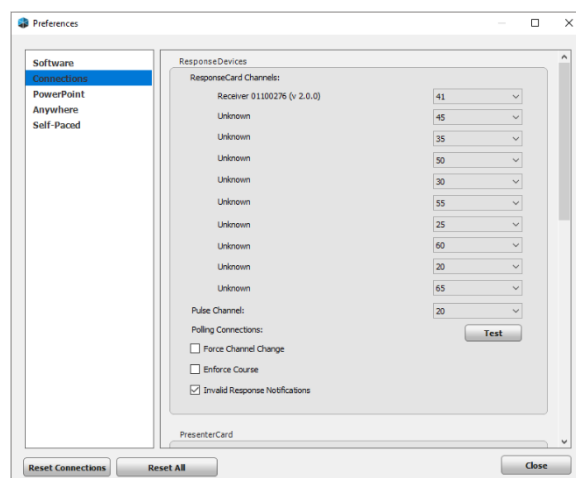 Preferences
Software
Connections
PowerPoint
Anywhere
Self-Paced
ResponseDevices
ResponseCard Channels:
Receiver 01100276 (v 2.0.0) 41
Unknown 45
Unknown 35
Unknown 50
Unknown 30
Unknown 55
Unknown 25
Unknown 60
Unknown 20
Unknown 65
Pulse Channel: 20
Polling Connections: Test
Force Channel Change
Enforce Course
Invalid Response Notifications
PresenterCard
Reset Connections Reset All Close